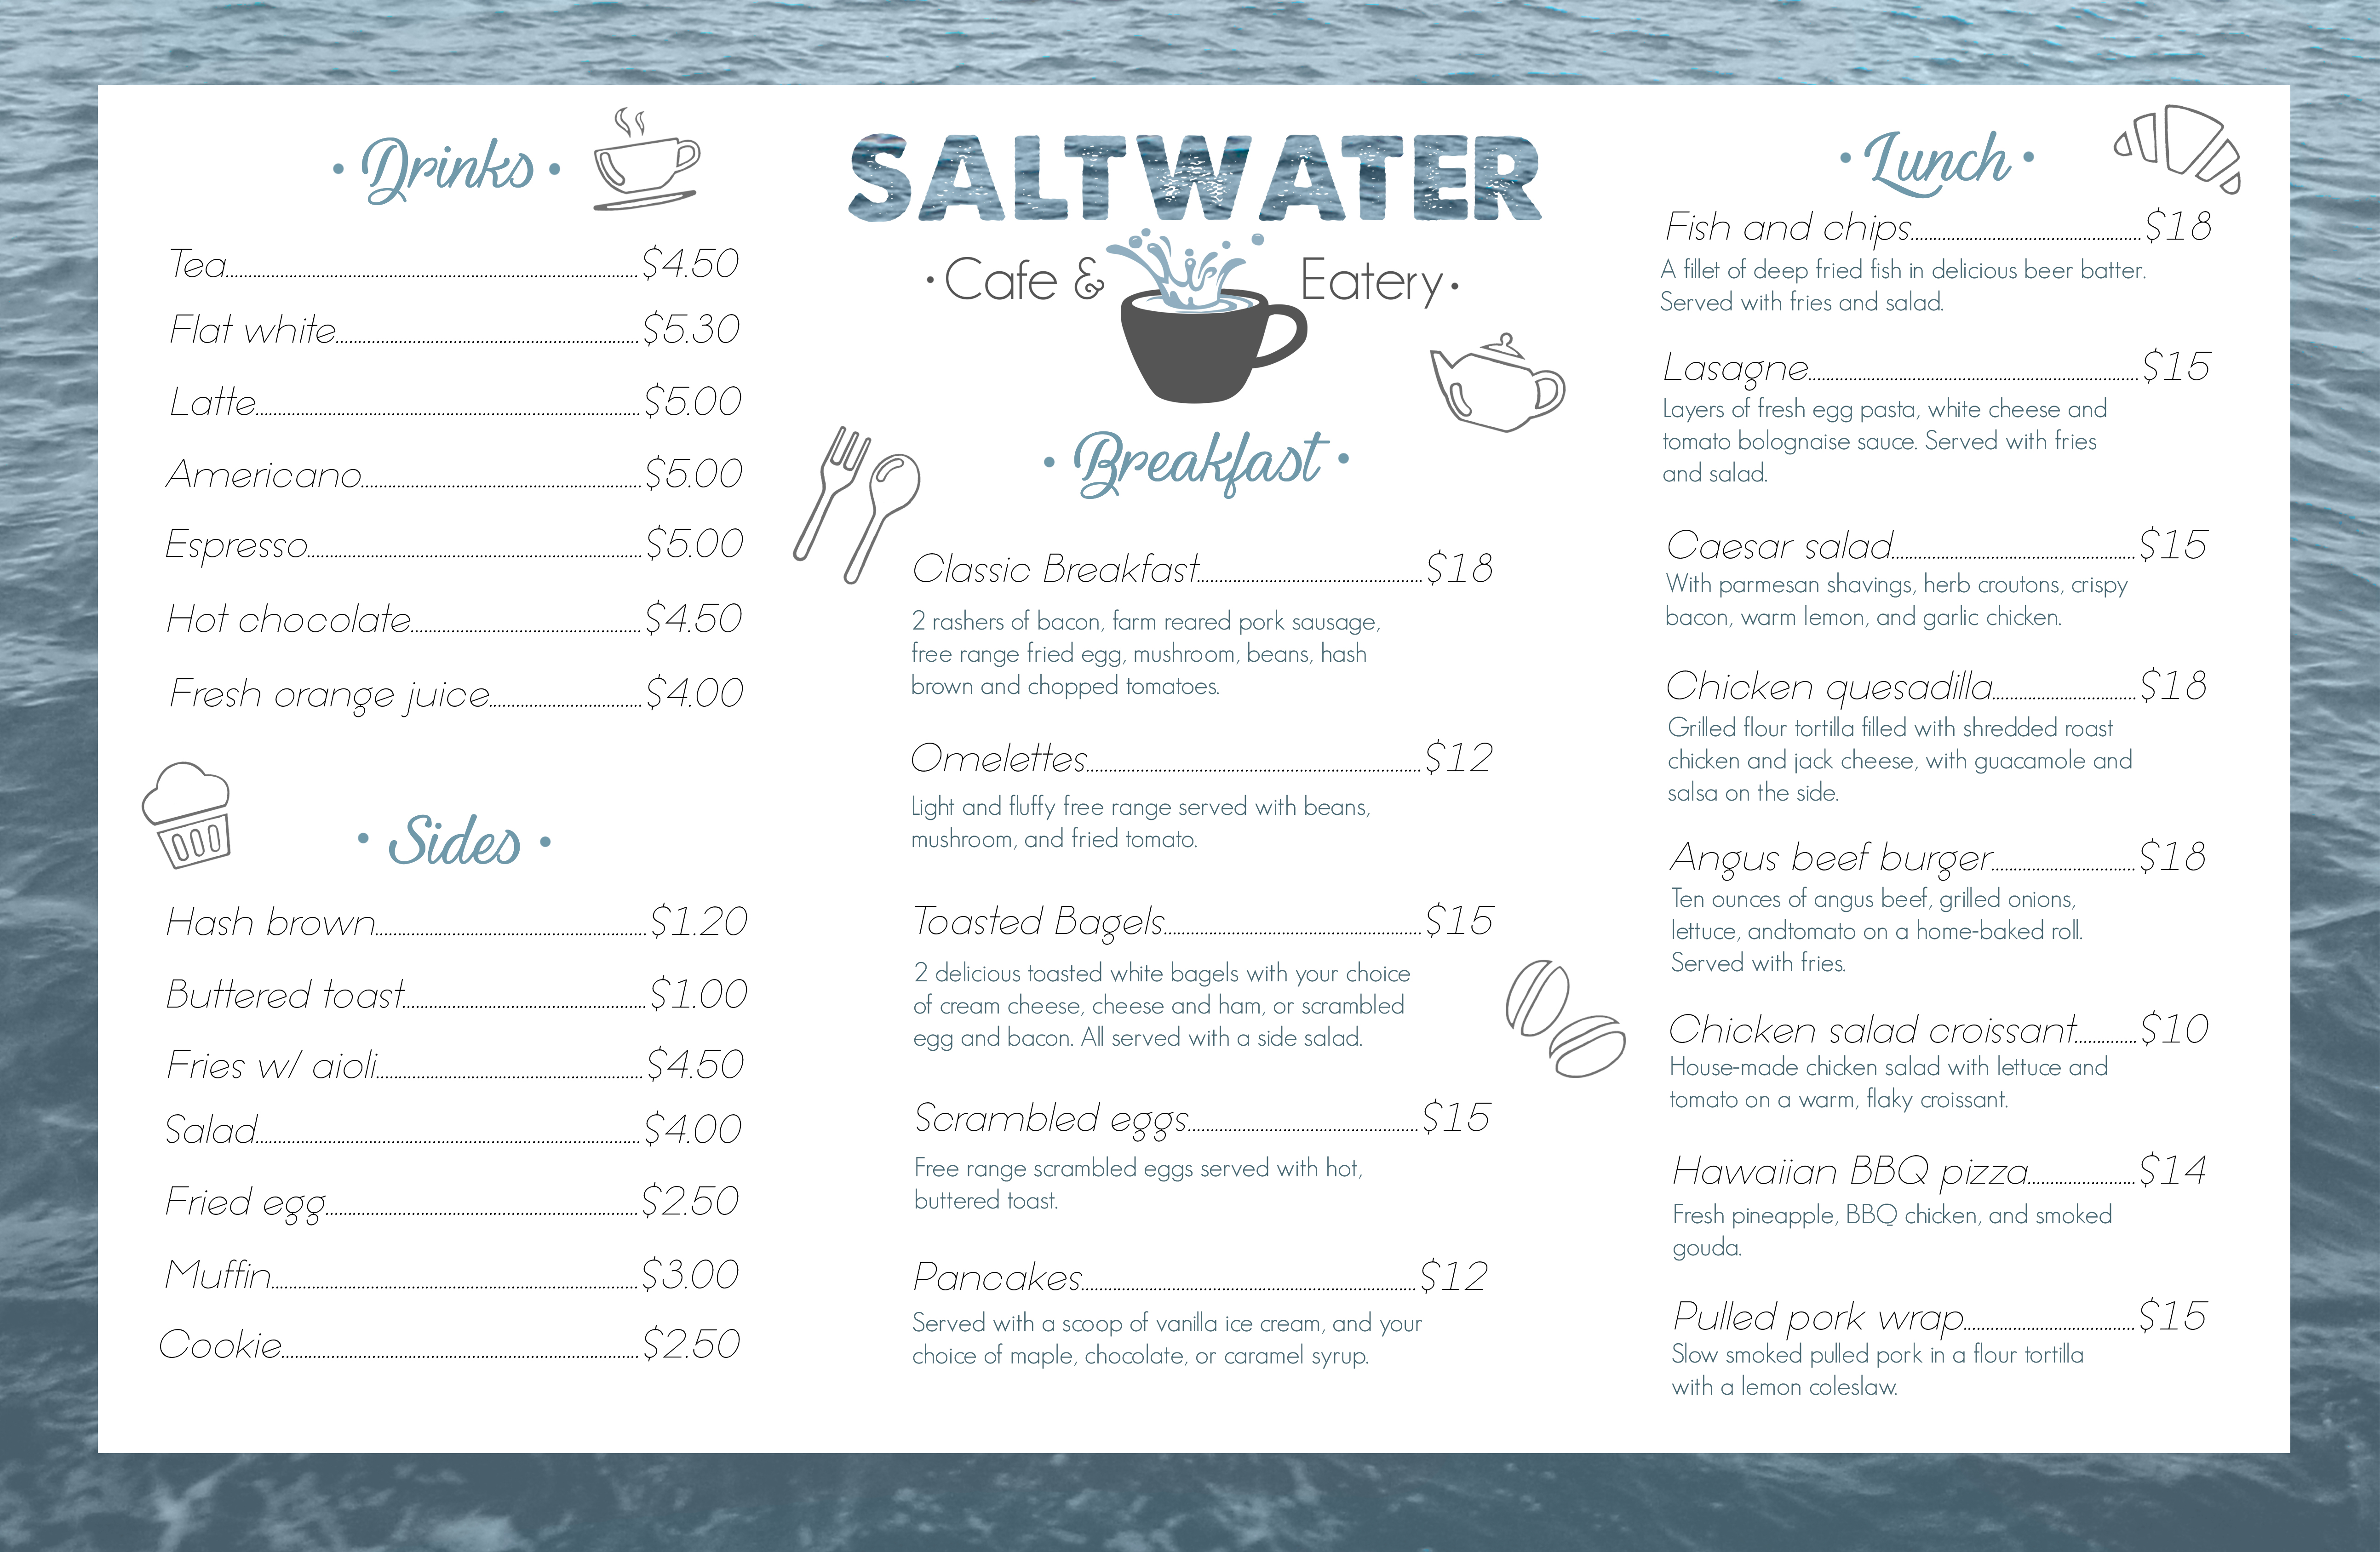 Drinks
Tea $4.50
Flat white $5.30
Latte $5.00
Americano $5.00
Espresso $5.00
Hot chocolate $4.50
Fresh orange juice $4.00
Sides
Hash brown $1.20
Buttered toast $1.00
Fries w/ aioli $4.50
Salad $4.00
Fried egg $2.50
Muffin $3.00
Cookie $2.50
SALTWATER
Cafe & Eatery
Breakfast
Classic Breakfast $18
2 rashers of bacon, farm reared pork sausage,
free range fried egg, mushroom, beans, hash
brown and chopped tomatoes.
Omelettes $12
Light and fluffy free range served with beans,
mushroom, and fried tomato.
Toasted Bagels $15
2 delicious toasted white bagels with your choice
of cream cheese, cheese and ham, or scrambled
egg and bacon. All served with a side salad.
Scrambled eggs $15
Free range scrambled eggs served with hot,
buttered toast.
Pancakes $12
Served with a scoop of vanilla ice cream, and your
choice of maple, chocolate, or caramel syrup.
Lunch
Fish and chips $18
A fillet of deep fried fish in delicious beer batter.
Served with fries and salad.
Lasagne $15
Layers of fresh egg pasta, white cheese and
tomato bolognaise sauce. Served with fries
and salad.
Caesar salad $15
With parmesan shavings, herb croutons, crispy
bacon, warm lemon, and garlic chicken.
Chicken quesadilla $18
Grilled flour tortilla filled with shredded roast
chicken and jack cheese, with guacamole and
salsa on the side.
Angus beef burger $18
Ten ounces of angus beef, grilled onions,
lettuce, andtomato on a home-baked roll.
Served with fries.
Chicken salad croissant $10
House-made chicken salad with lettuce and
tomato on a warm, flaky croissant.
Hawaiian BBQ pizza $14
Fresh pineapple, BBQ chicken, and smoked
gouda.
Pulled pork wrap $15
Slow smoked pulled pork in a flour tortilla
with a lemon coleslaw.